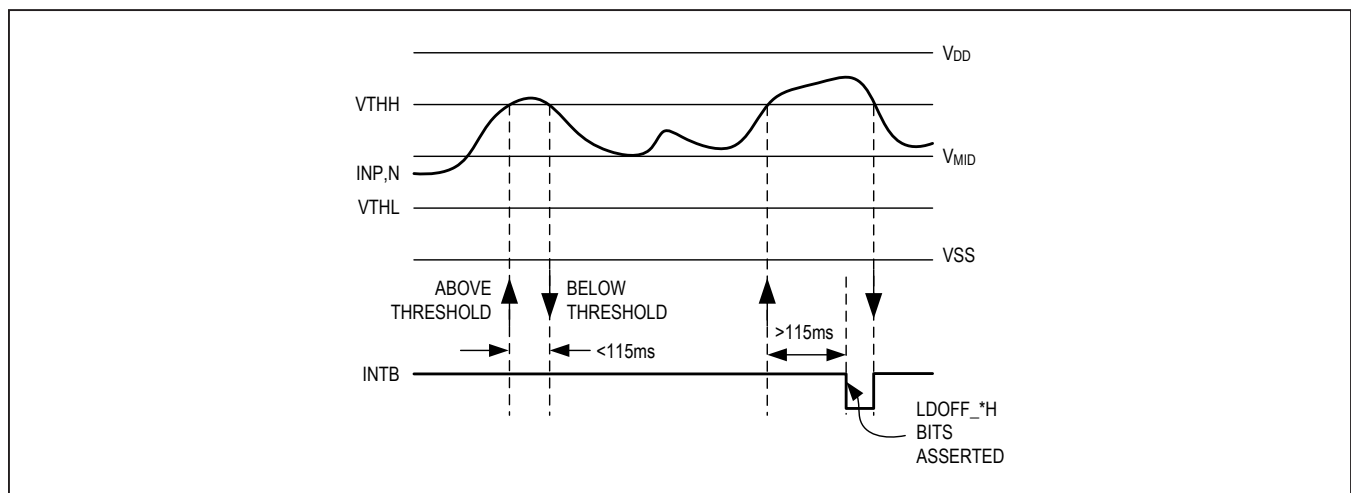 VDD
VTHH
VMID
INP,N
VTHL
VSS
ABOVE
THRESHOLD
BELOW
THRESHOLD
>115ms
<115ms
INTB
LDOFF_*H
BITS
ASSERTED